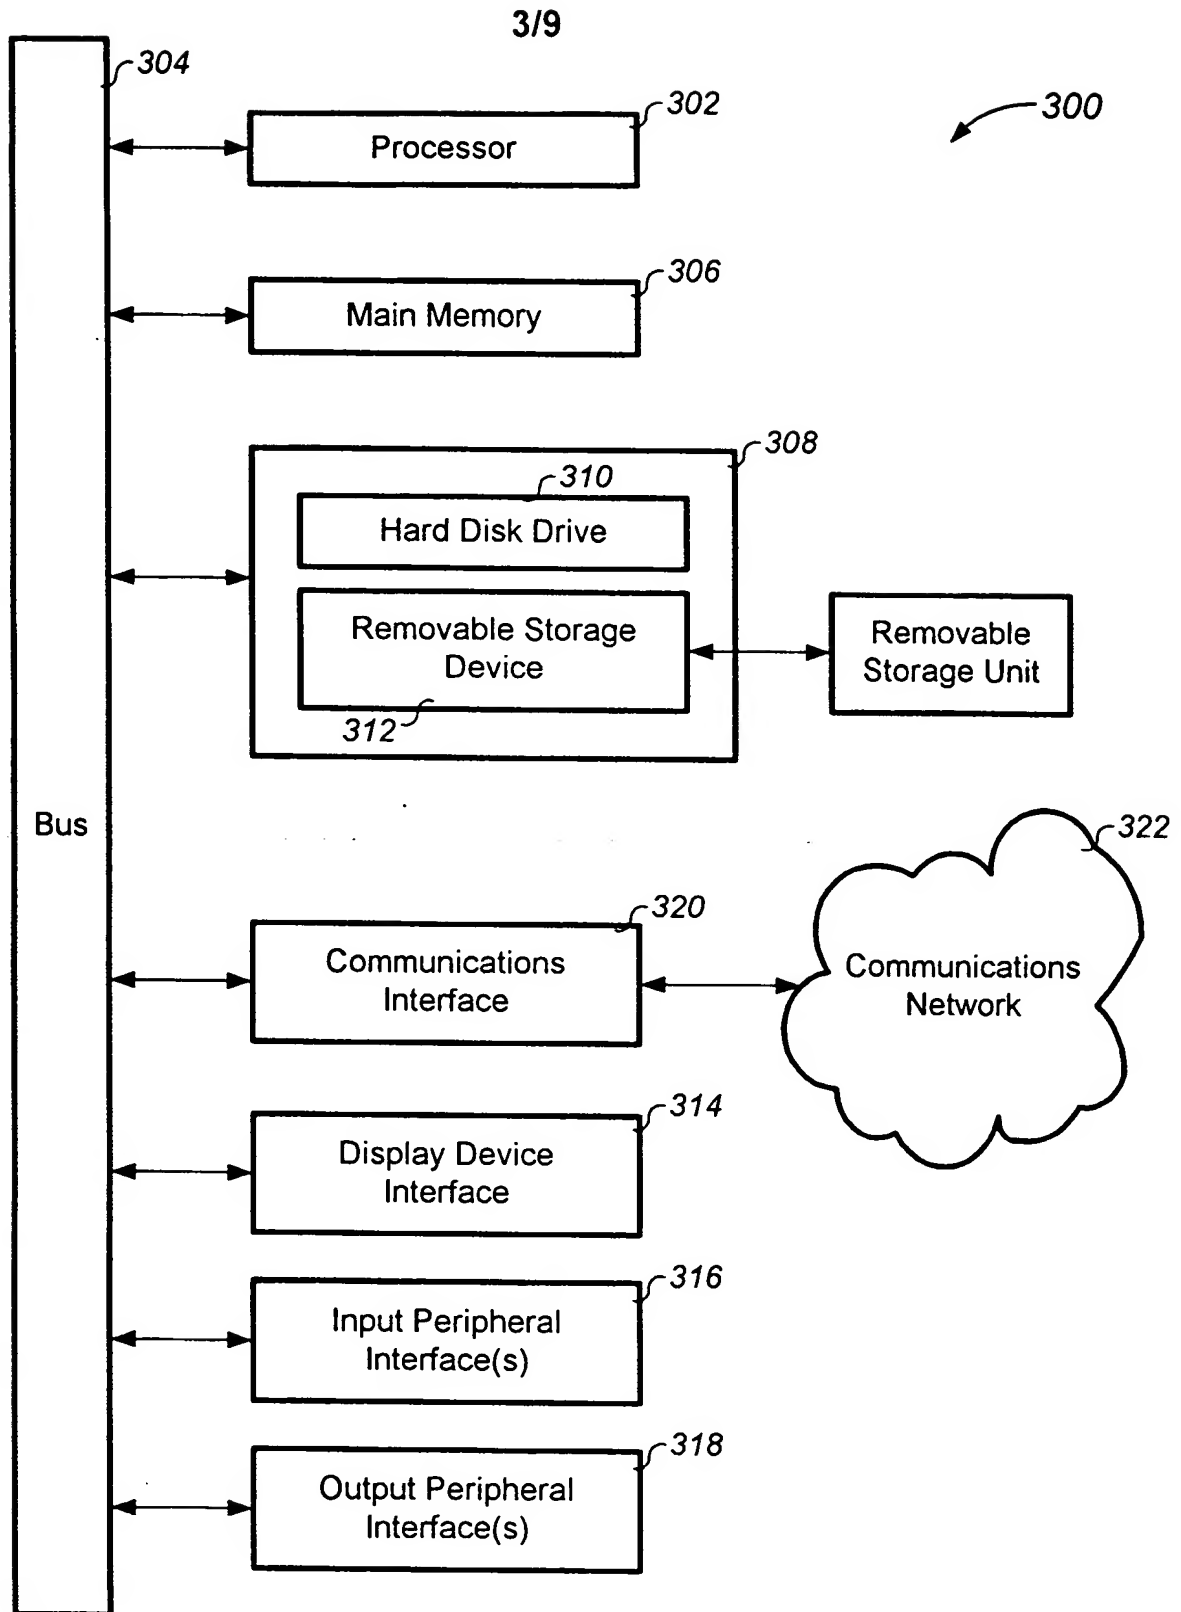 3/9
304
302
Processor
300
306
Main Memory
308
310
Hard Disk Drive
Removable Storage
Device
312
Removable
Storage Unit
Bus
322
320
Communications
Interface
Communications
Network
314
Display Device
Interface
316
Input Peripheral
Interface(s)
318
Output Peripheral
Interface(s)